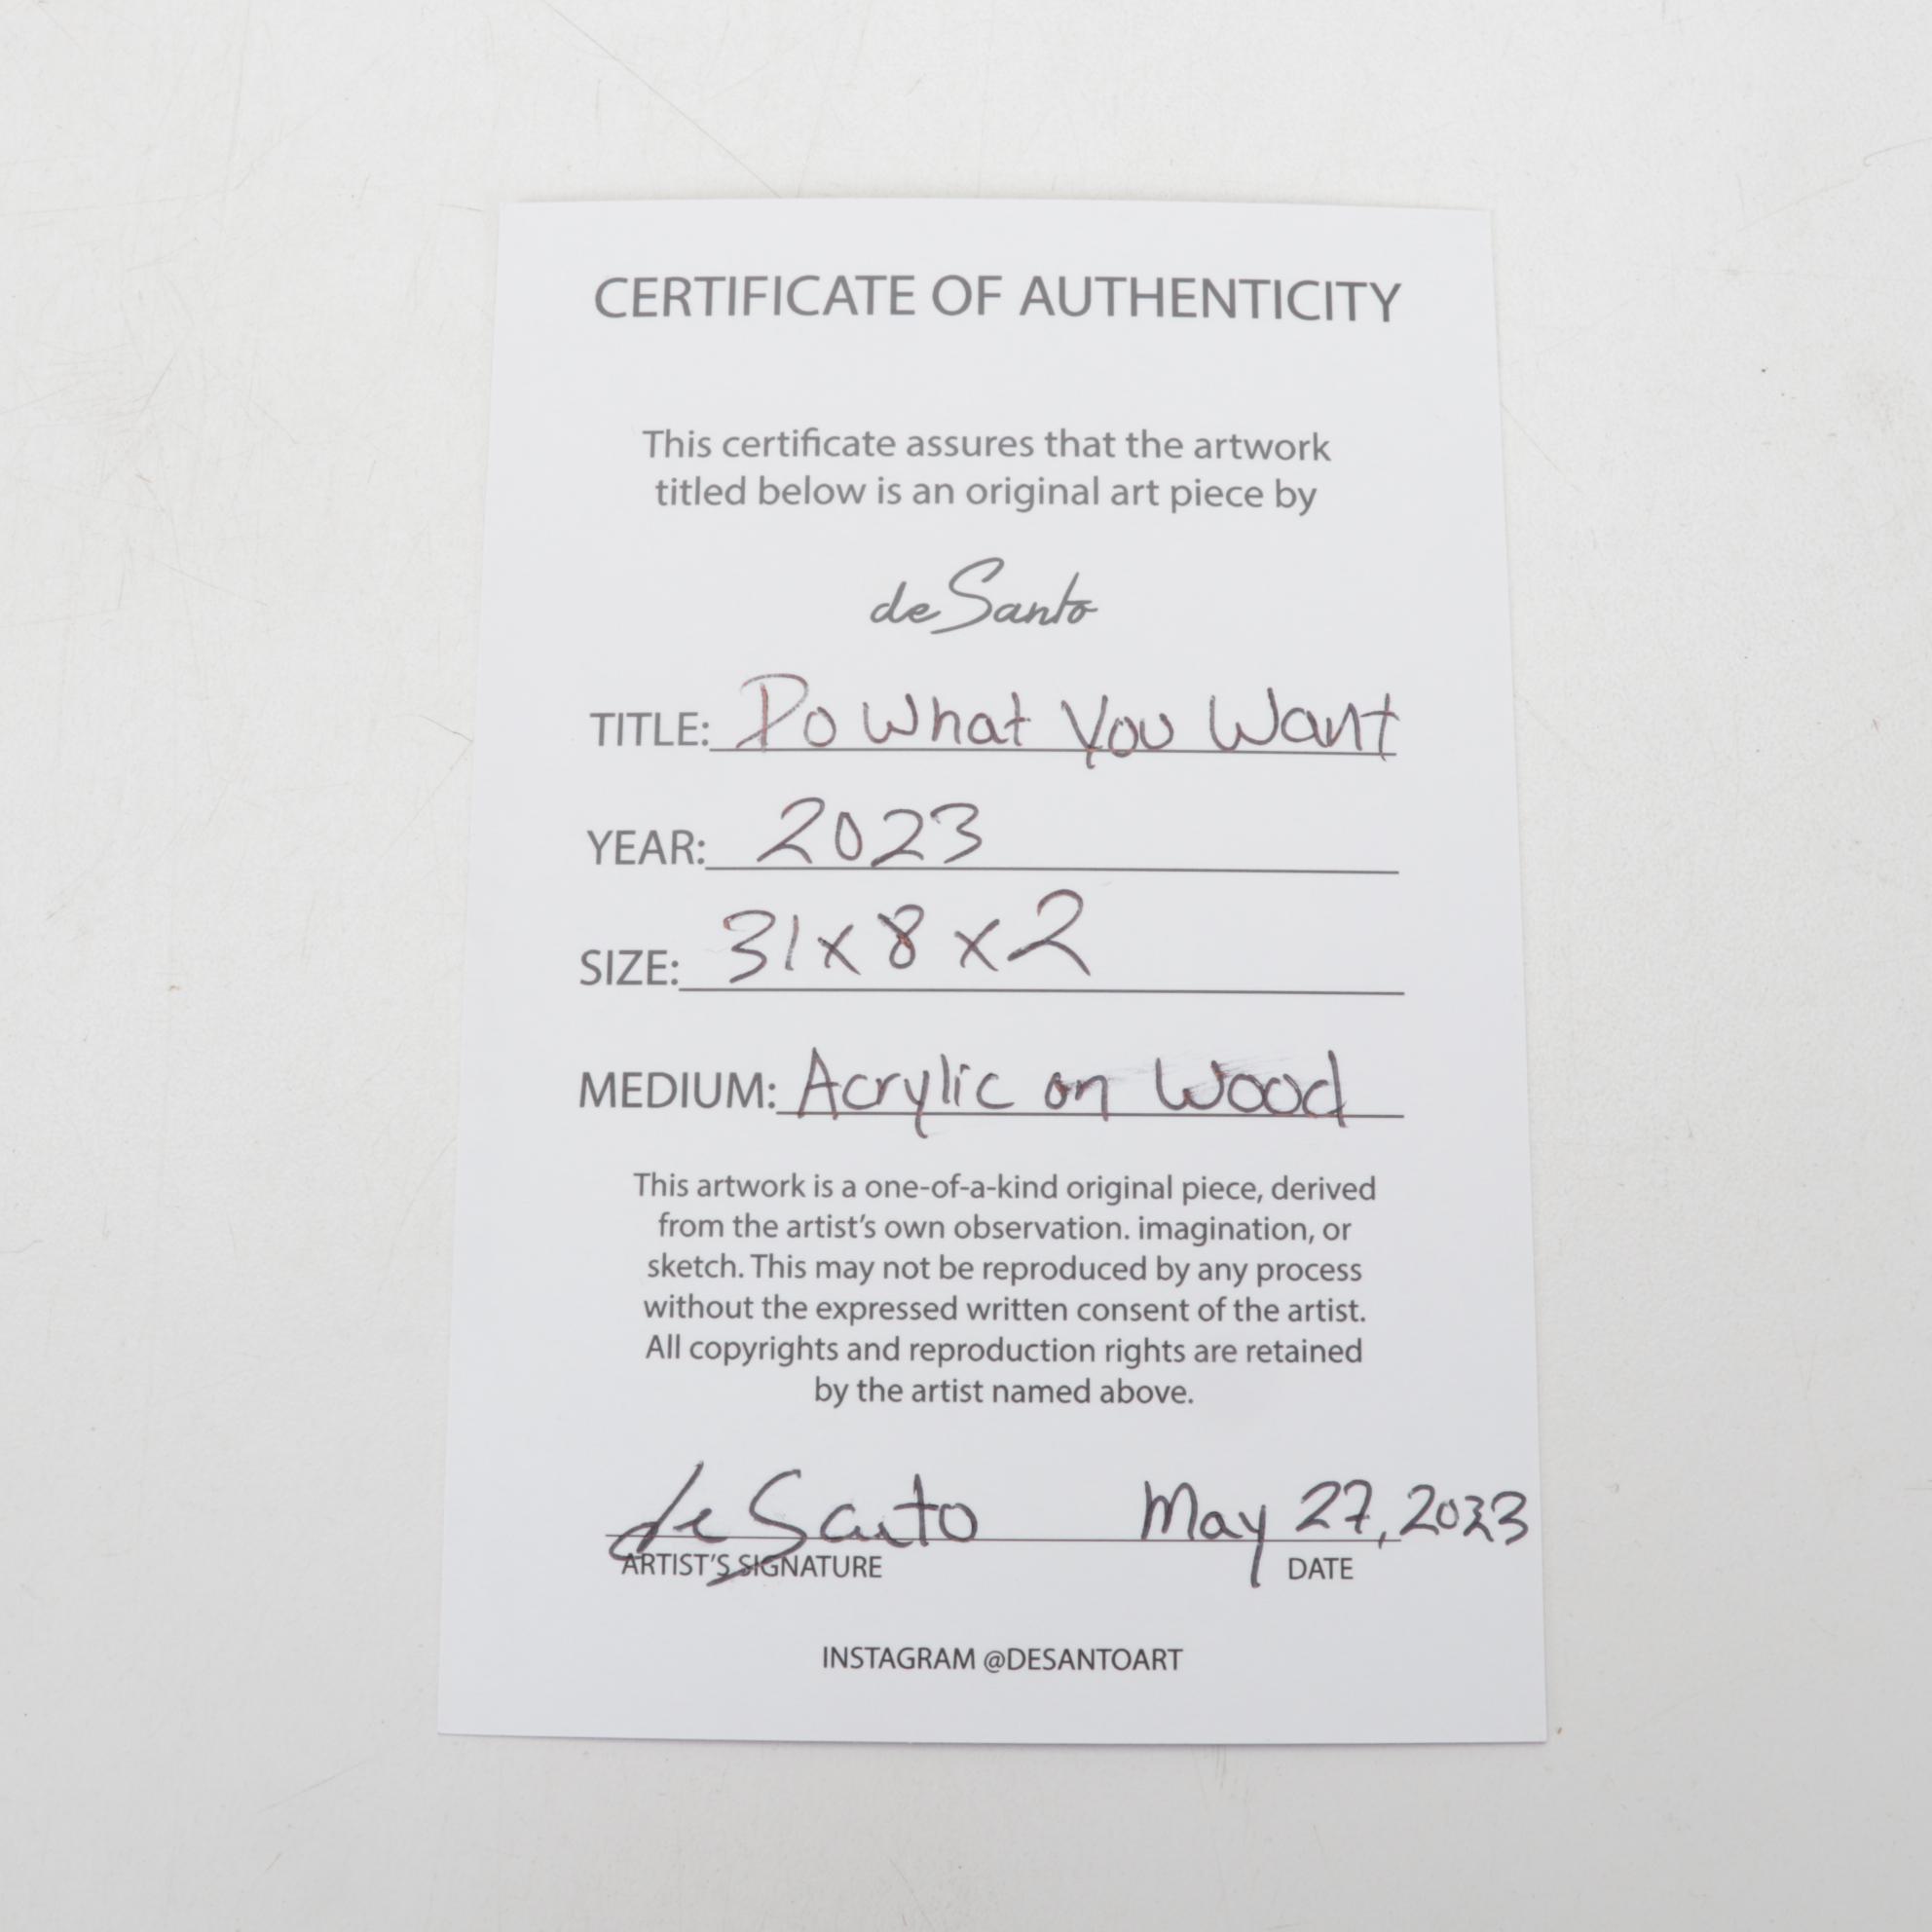 CERTIFICATE OF AUTHENTICITY
This certificate assures that the artwork
titled below is an original art piece by
deSanto
TITLE: Do What You Want
YEAR: 2023
SIZE: 31x8x2
MEDIUM: Acrylic on Wood
This artwork is a one-of-a-kind original piece, derived
from the artist's own observation. imagination, or
sketch. This may not be reproduced by any process
without the expressed written consent of the artist.
All copyrights and reproduction rights are retained
by the artist named above.
deSanto May 27, 2023
ARTIST'S SIGNATURE DATE
INSTAGRAM @DESANTOART